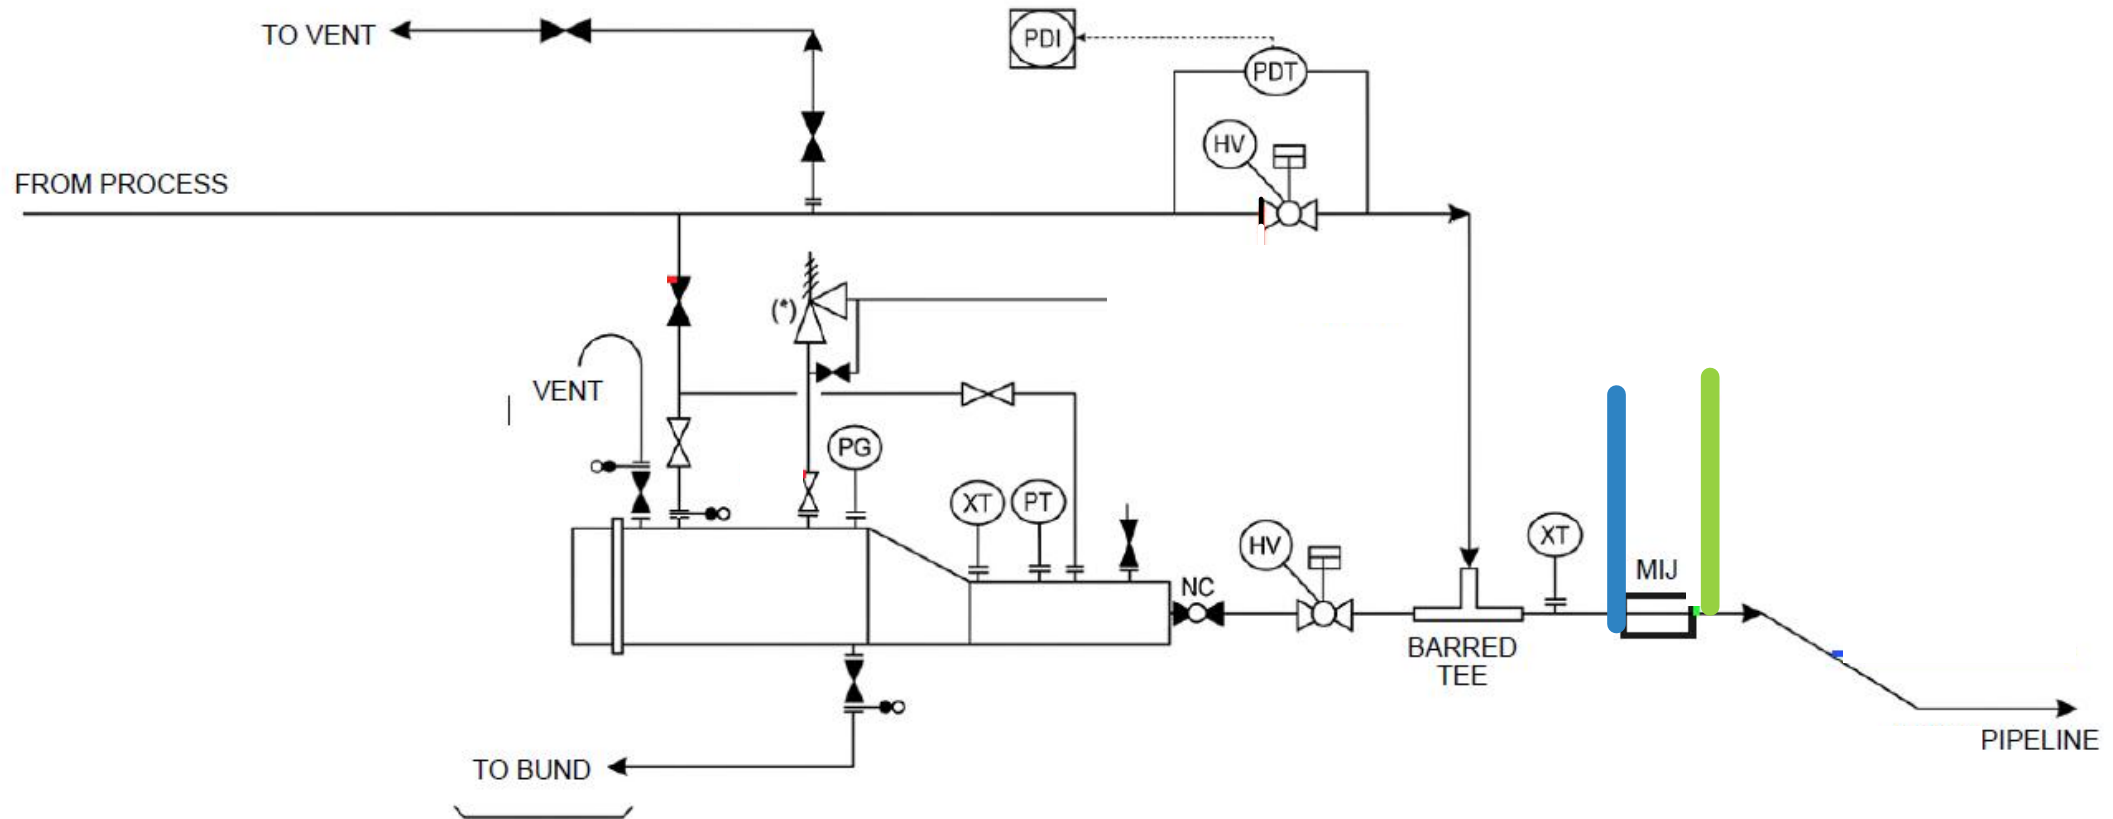 TO VENT
PDI
PDT
HV
FROM PROCESS
(*)
VENT
PG
XT
PT
HV
NC
XT
MIJ
BARRED
TEE
PIPELINE
TO BUND